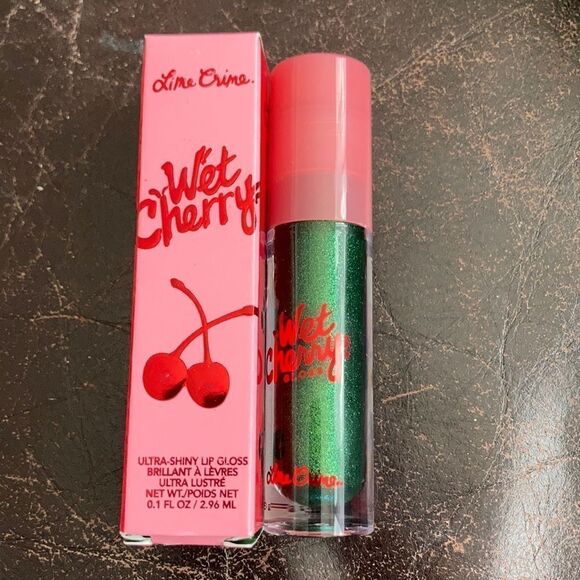 Lime Crime.
Wet
Cherry
ULTRA-SHINY LIP GLOSS
BRILLANT À LÈVRES
ULTRA LUSTRÉ
NET WT./POIDS NET
0.1 FL OZ / 2.96 ML
Wet
Cherry
GLOSS
Lime Crime.